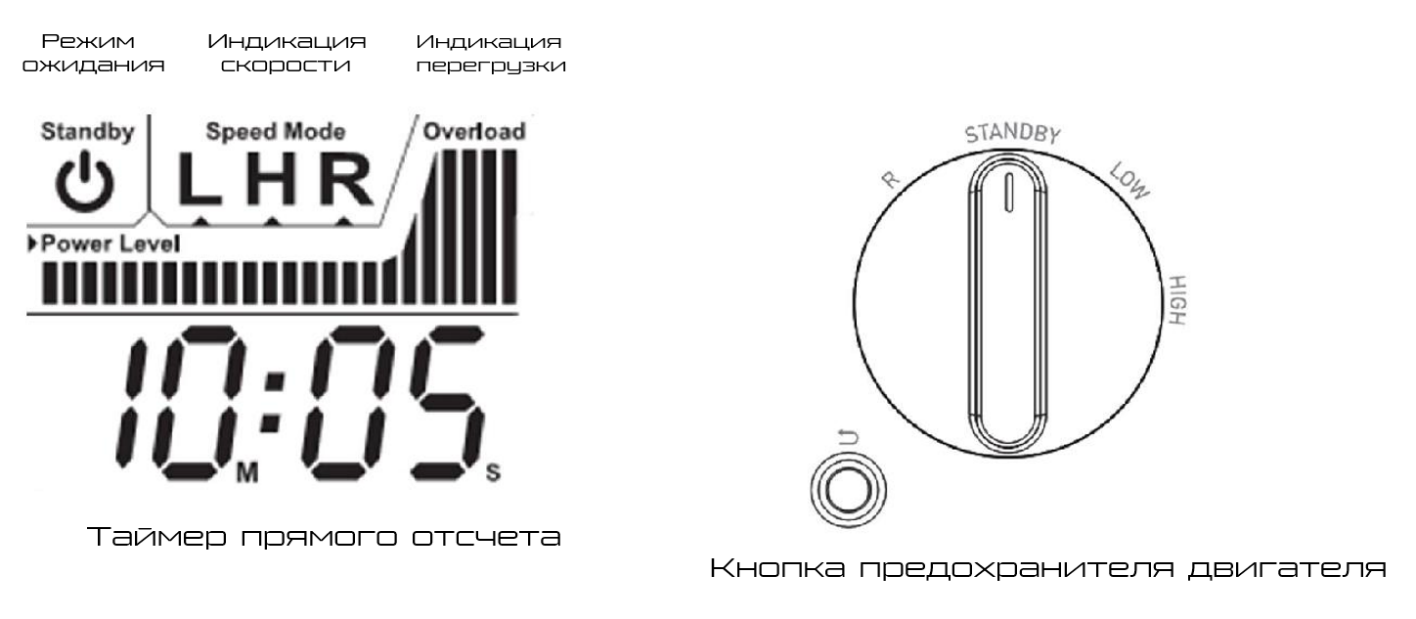 Режим
ожидания
Индикация
скорости
Индикация
перегрузки
Standby
Speed Mode
Overload
L H R
Power Level
10:05
M
S
Таймер прямого отсчета
R
STANDBY
LOW
HIGH
Кнопка предохранителя двигателя